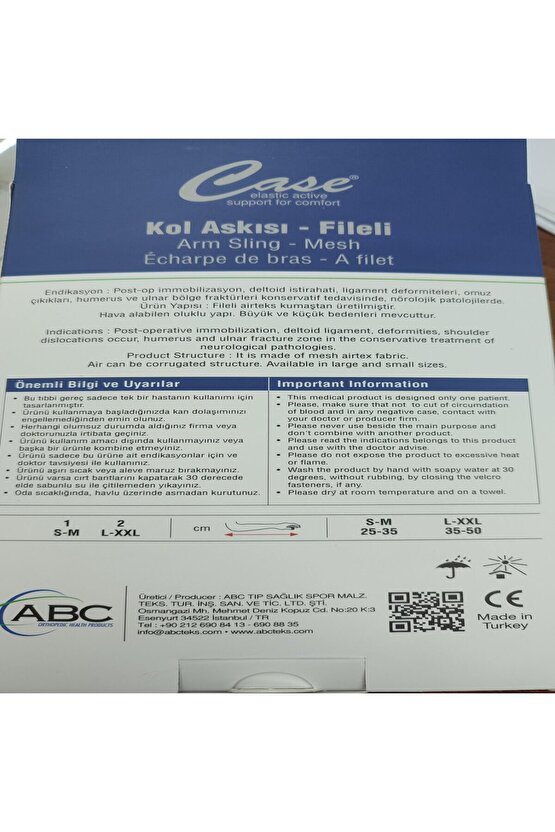 Case®
elastic active
support for comfort
Kol Askısı - Fileli
Arm Sling - Mesh
Écharpe de bras - A filet
Endikasyon : Post-op immobilizasyon, deltoid istirahati, ligament deformiteleri, omuz
çıkıkları, humerus ve ulnar bölge fraktürleri konservatif tedavisinde, nörolojik patolojilerde.
Ürün Yapısı : Fileli airteks kumaştan üretilmiştir.
Hava alabilen oluklu yapı. Büyük ve küçük bedenleri mevcuttur.
Indications : Post-operative immobilization, deltoid ligament, deformities, shoulder
dislocations occur, humerus and ulnar fracture zone in the conservative treatment of
neurological pathologies.
Product Structure : It is made of mesh airtex fabric.
Air can be corrugated structure. Available in large and small sizes.
Önemli Bilgi ve Uyarılar
• Bu tıbbi gereç sadece tek bir hastanın kullanımı için
tasarlanmıştır.
• Ürünü kullanmaya başladığınızda kan dolaşımınızı
engellemediğinden emin olunuz.
• Herhangi olumsuz durumda aldığınız firma veya
doktorunuzla irtibata geçiniz.
• Ürünü kullanım amacı dışında kullanmayınız veya
başka bir ürünle kombine etmeyiniz.
• Ürünü sadece bu ürüne ait endikasyonlar için ve
doktor tavsiyesi ile kullanınız.
• Ürünü aşırı sıcak veya aleve maruz bırakmayınız.
• Ürünü varsa cırt bantlarını kapatarak 30 derecede
elde sabunlu su ile çitilemeden yıkayınız.
• Oda sıcaklığında, havlu üzerinde asmadan kurutunuz.
Important Information
• This medical product is designed only one patient.
• Please, make sure that not to cut of circumdation
of blood and in any negative case, contact with
your doctor or producer firm.
• Please never use beside the main purpose and
don't combine with another product.
• Please read the indications belongs to this product
and use with the doctor advise.
• Please do not expose the product to excessive heat
or flame.
• Wash the product by hand with soapy water at 30
degrees, without rubbing, by closing the velcro
fasteners, if any.
• Please dry at room temperature and on a towel.
1 2
S-M L-XXL
cm
S-M L-XXL
25-35 35-50
ABC
ORTHOPEDIC HEALTH PRODUCTS
Üretici / Producer : ABC TIP SAĞLIK SPOR MALZ.
TEKS. TUR. İNŞ. SAN. VE TİC. LTD. ŞTİ.
Osmangazi Mh. Mehmet Deniz Kopuz Cd. No:20 K:3
Esenyurt 34522 İstanbul / TR
Tel : +90 212 690 84 13 - 690 88 35
info@abcteks.com - www.abcteks.com
CE
Made in
Turkey